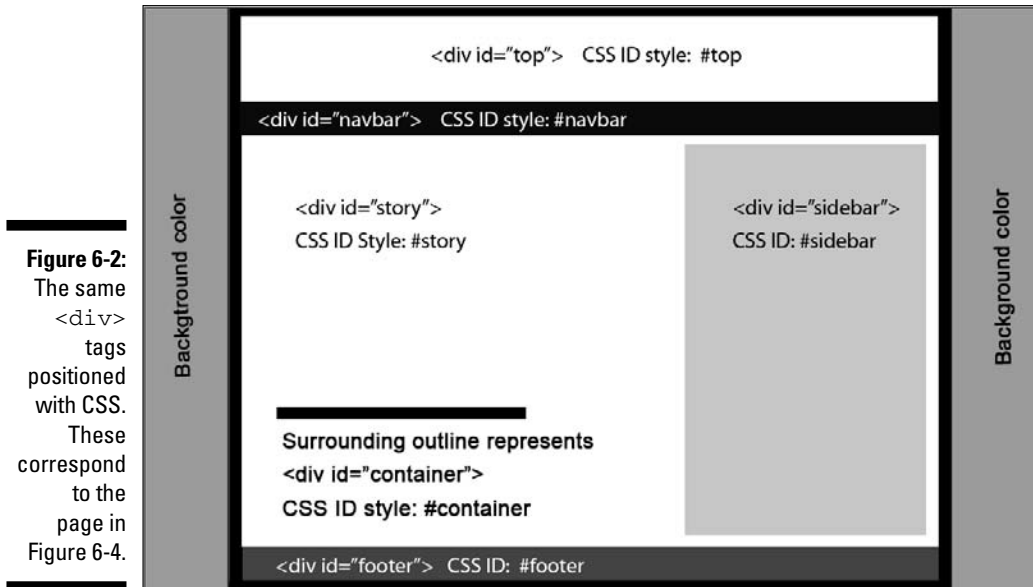 Figure 6-2:
The same
<div>
tags
positioned
with CSS.
These
correspond
to the
page in
Figure 6-4.
Backgtround color
<div id="top"> CSS ID style: #top
<div id="navbar"> CSS ID style: #navbar
<div id="story">
CSS ID Style: #story
<div id="sidebar">
CSS ID: #sidebar
Surrounding outline represents
<div id="container">
CSS ID style: #container
<div id="footer"> CSS ID: #footer
Background color